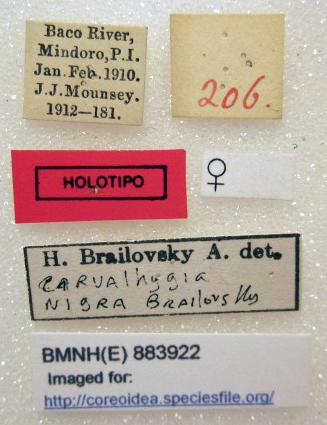 Baco River,
Mindoro, P.I.
Jan. Feb. 1910.
J.J. Mounsey.
1912—181.
206.
HOLOTIPO
♀
H. Brailovsky A. det.
CARVAlhygia
NIGRA BRAilovsky
BMNH(E) 883922
Imaged for:
http://coreoidea.speciesfile.org/